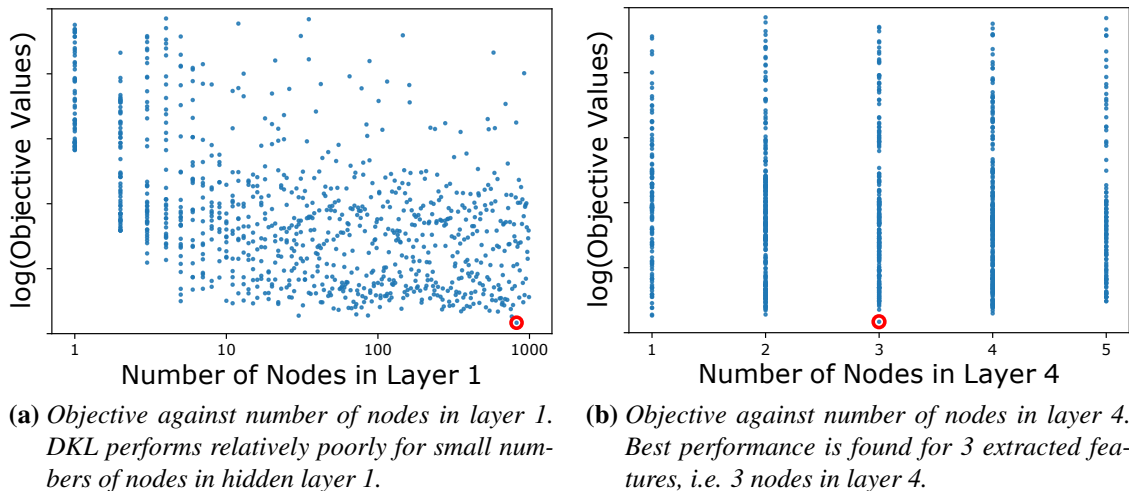 log(Objective Values)
1
10
100
1000
Number of Nodes in Layer 1
(a) Objective against number of nodes in layer 1.
DKL performs relatively poorly for small num-
bers of nodes in hidden layer 1.
log(Objective Values)
1
2
3
4
5
Number of Nodes in Layer 4
(b) Objective against number of nodes in layer 4.
Best performance is found for 3 extracted fea-
tures, i.e. 3 nodes in layer 4.